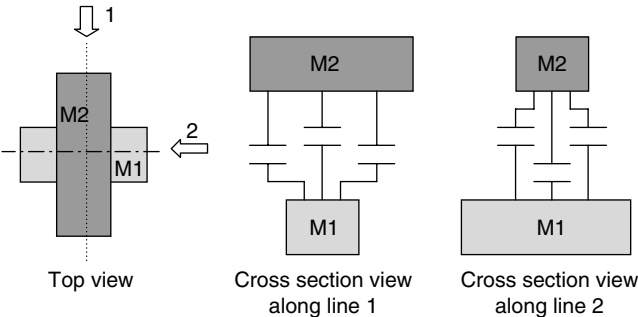 1
M2
2
M1
Top view
M2
M1
Cross section view
along line 1
M2
M1
Cross section view
along line 2